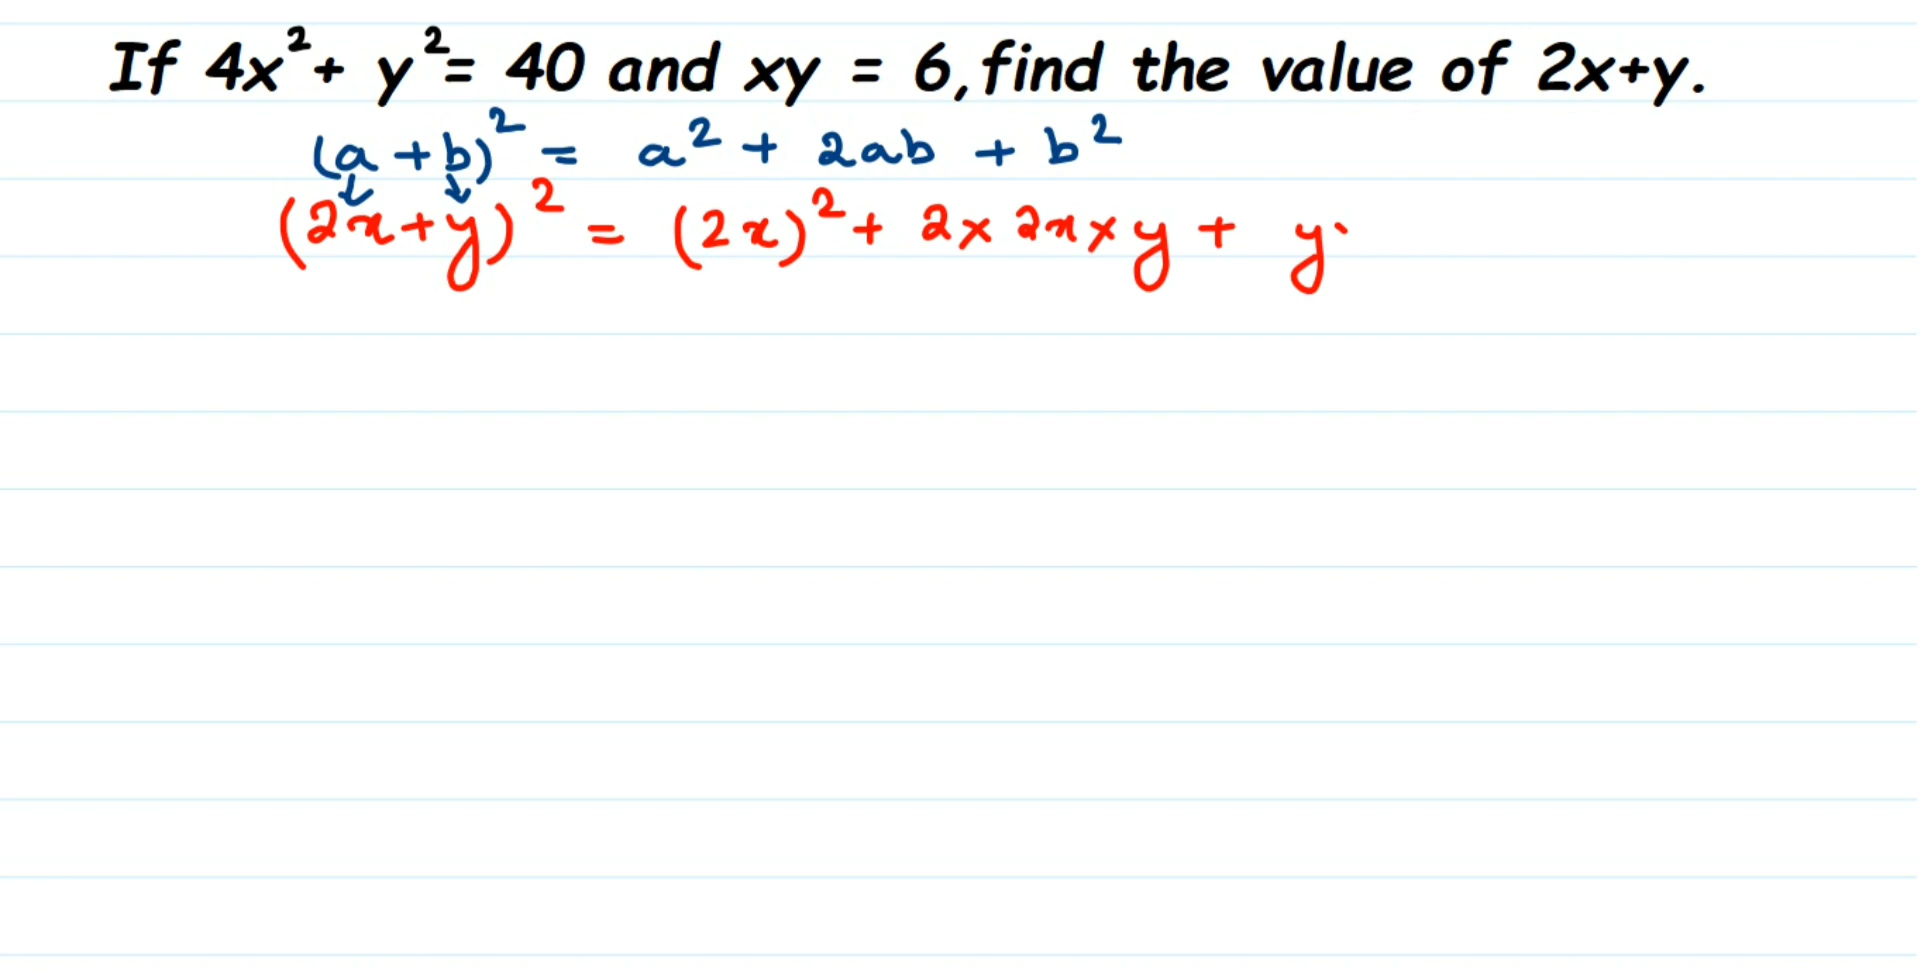 If 4x²+ y²= 40 and xy = 6, find the value of 2x+y.
(a+b)² = a² + 2ab + b²
(2x+y)² = (2x)² + 2x 2x x y + y